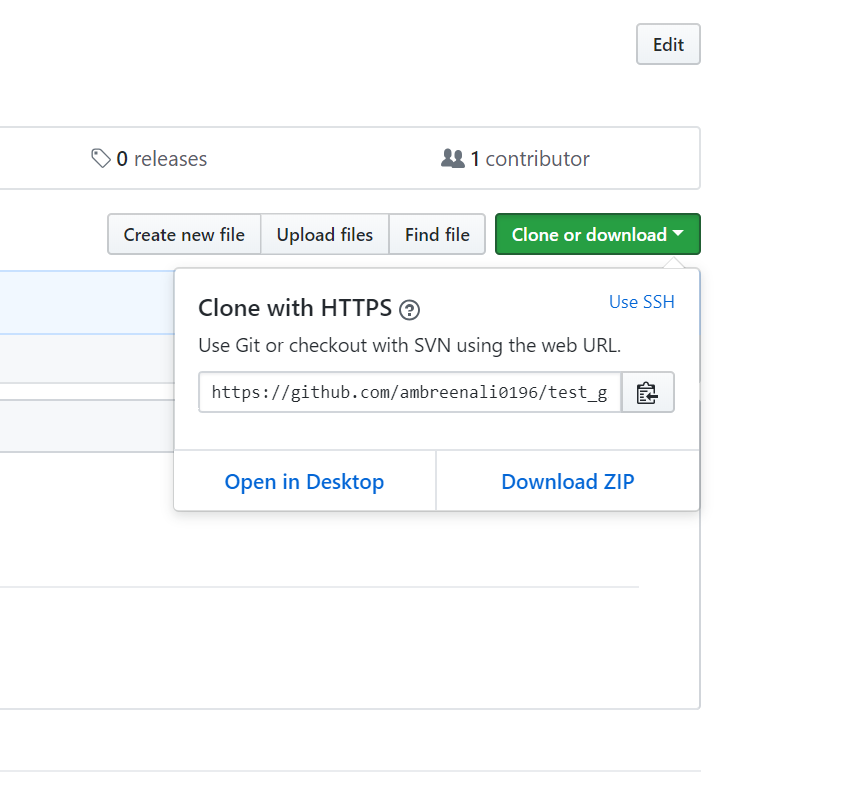 Edit
0 releases
1 contributor
Create new file
Upload files
Find file
Clone or download
Clone with HTTPS
Use SSH
Use Git or checkout with SVN using the web URL.
https://github.com/ambreenali0196/test_g
Open in Desktop
Download ZIP